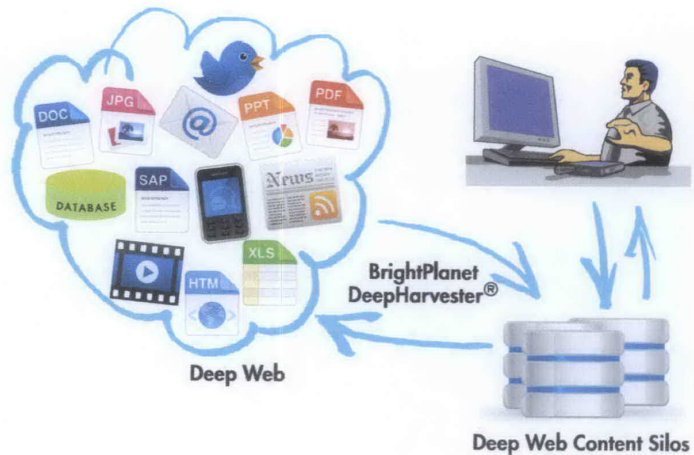 DOC
JPG
@
PPT
PDF
DATABASE
SAP
News
XLS
HTM
BrightPlanet
DeepHarvester®
Deep Web
Deep Web Content Silos